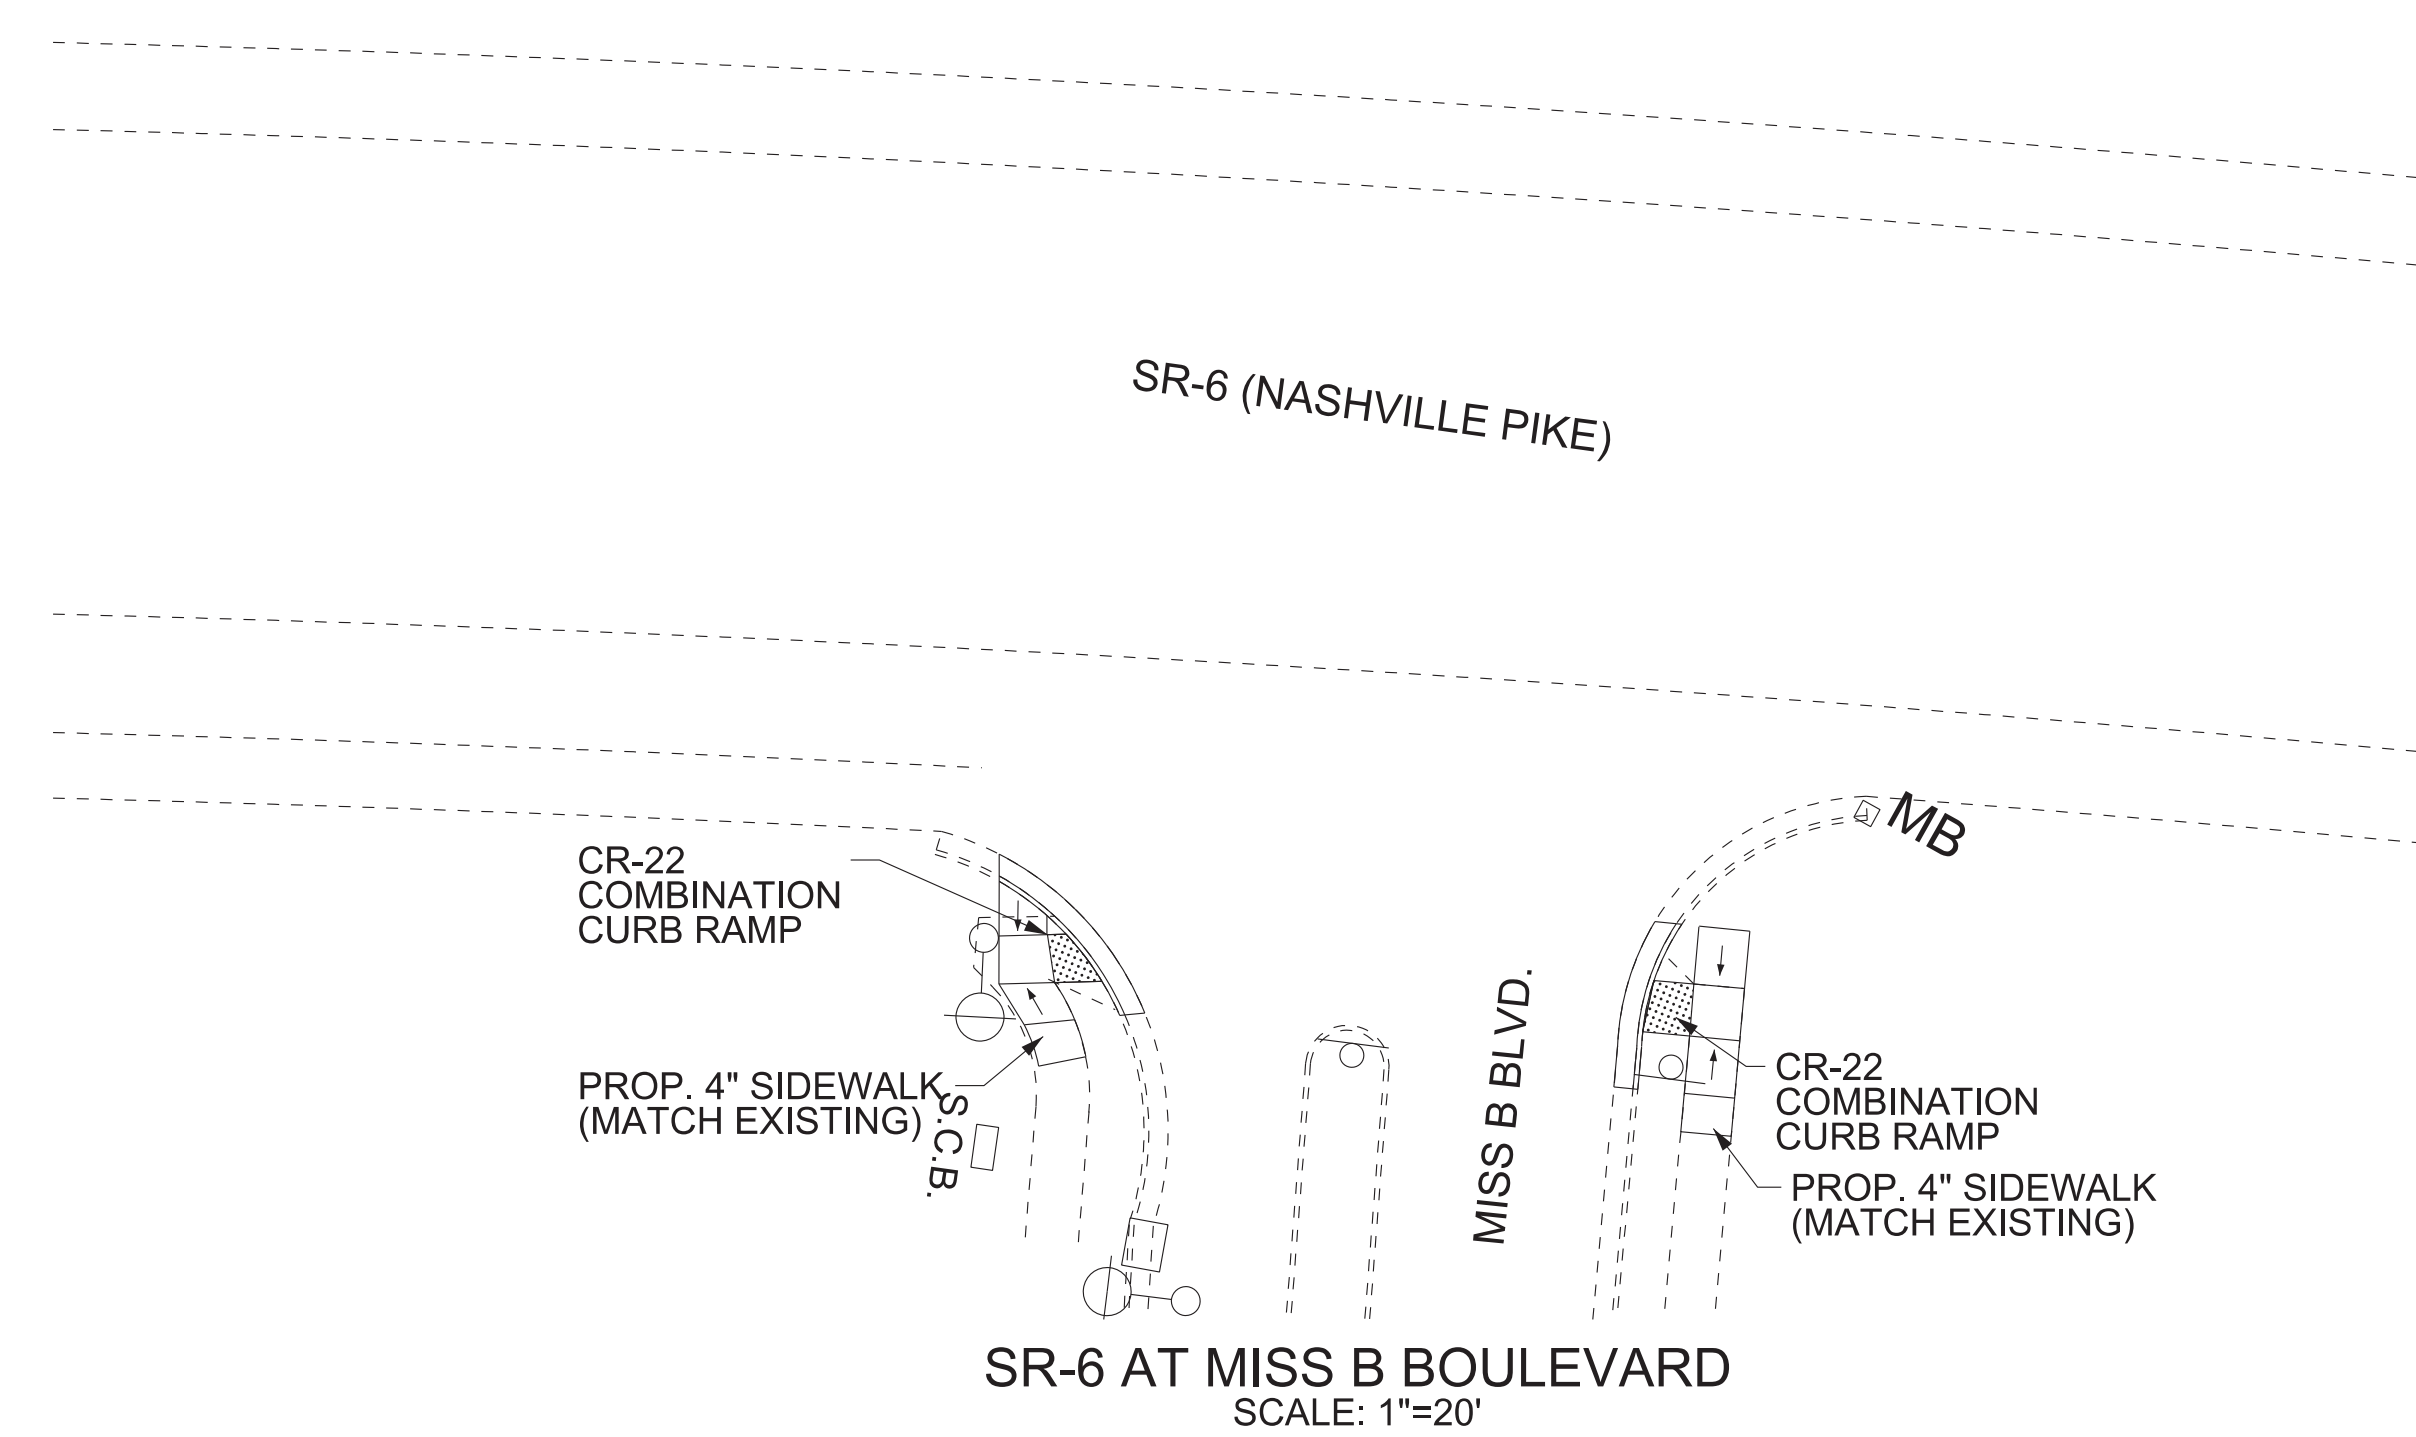 SR-6 (NASHVILLE PIKE)
MB
CR-22
COMBINATION
CURB RAMP
PROP. 4" SIDEWALK
(MATCH EXISTING)
S.C.B.
MISS B BLVD.
CR-22
COMBINATION
CURB RAMP
PROP. 4" SIDEWALK
(MATCH EXISTING)
SR-6 AT MISS B BOULEVARD
SCALE: 1"=20'